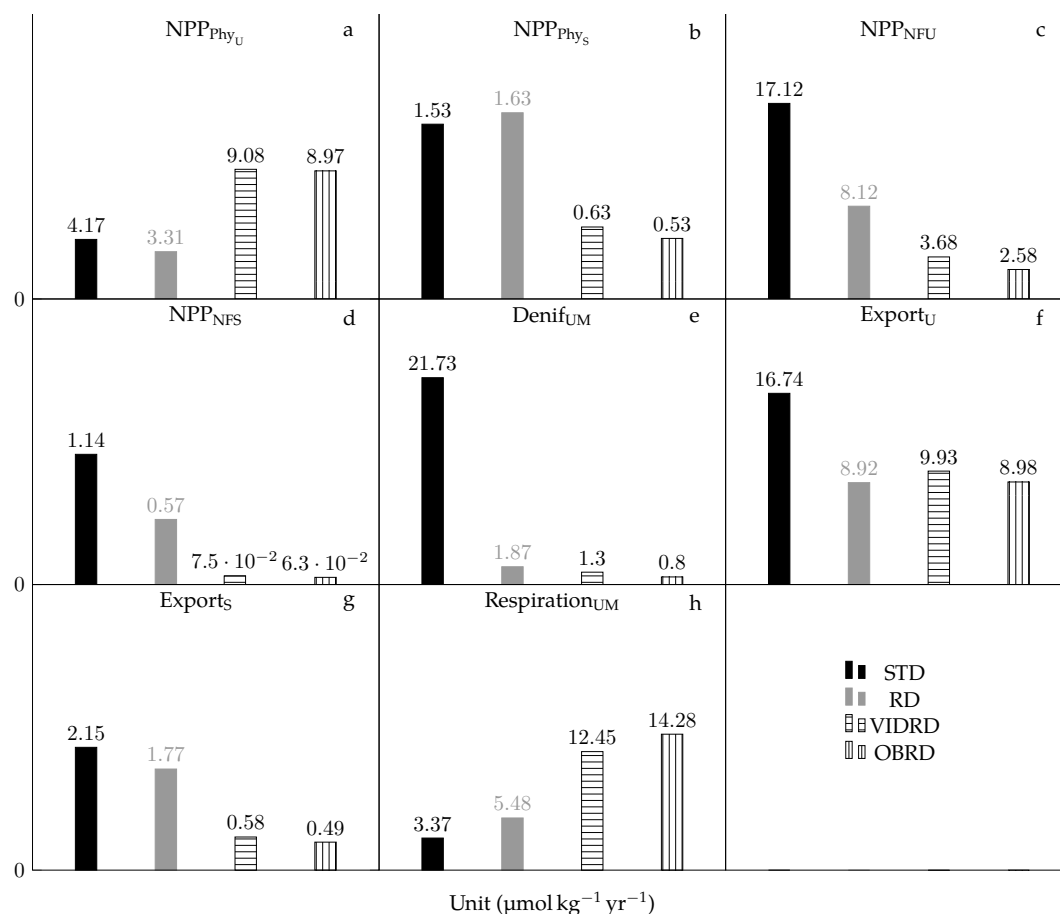 NPP_Phy_U a
NPP_Phy_S b
NPP_NFU c
4.17 3.31 9.08 8.97
1.53 1.63 0.63 0.53
17.12 8.12 3.68 2.58
0
NPP_NFS d
Denif_UM e
Export_U f
1.14 0.57 7.5 · 10⁻² 6.3 · 10⁻²
21.73 1.87 1.3 0.8
16.74 8.92 9.93 8.98
0
Export_S g
Respiration_UM h
2.15 1.77 0.58 0.49
3.37 5.48 12.45 14.28
STD
RD
VIDRD
OBRD
0
Unit (µmol kg⁻¹ yr⁻¹)